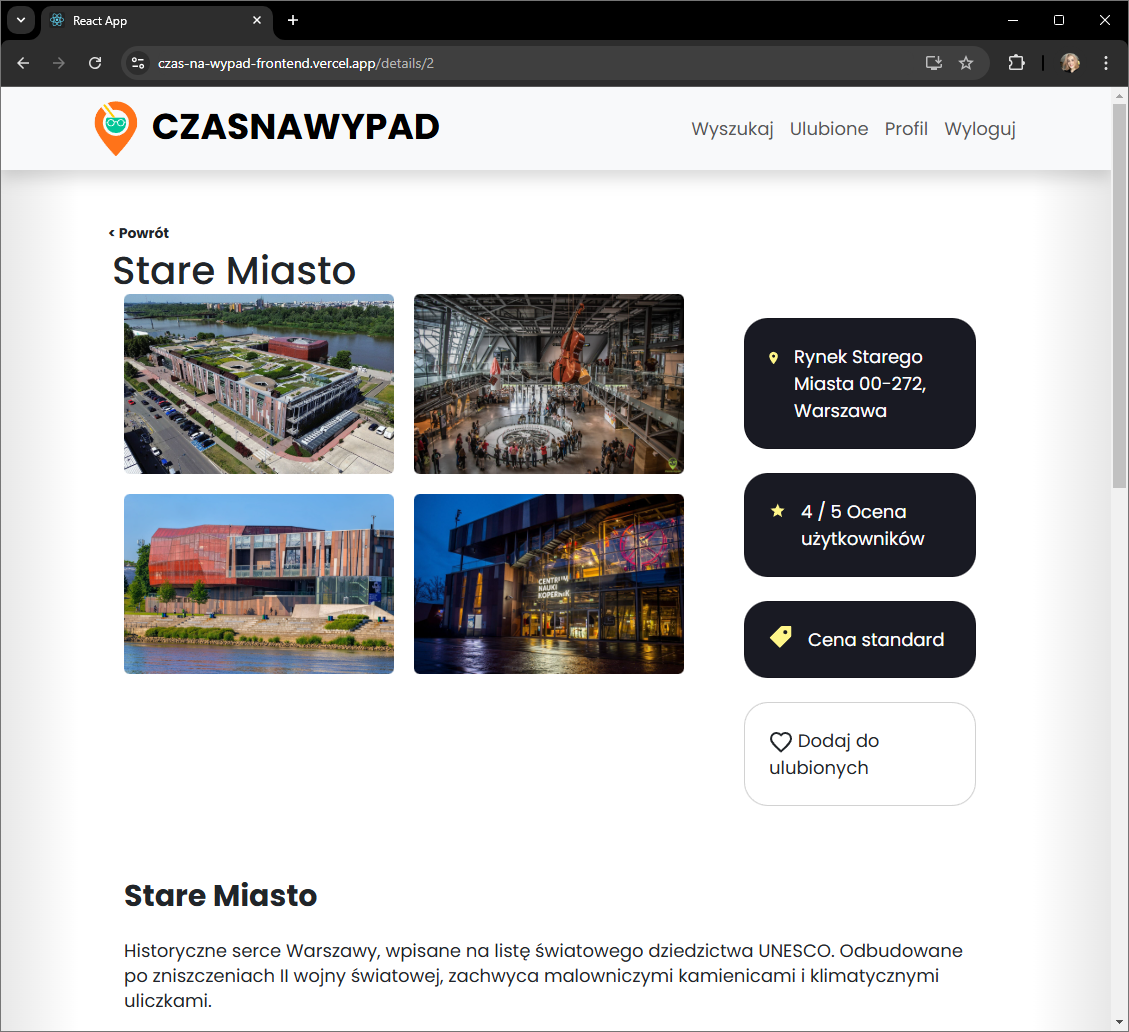 React App
czas-na-wypad-frontend.vercel.app/details/2
CZASNAWYPAD
Wyszukaj Ulubione Profil Wyloguj
< Powrót
Stare Miasto
Rynek Starego
Miasta 00-272,
Warszawa
4 / 5 Ocena
użytkowników
CENTRUM
NAUKI
KOPERNIK
Cena standard
Dodaj do
ulubionych
Stare Miasto
Historyczne serce Warszawy, wpisane na listę światowego dziedzictwa UNESCO. Odbudowane
po zniszczeniach II wojny światowej, zachwyca malowniczymi kamienicami i klimatycznymi
uliczkami.